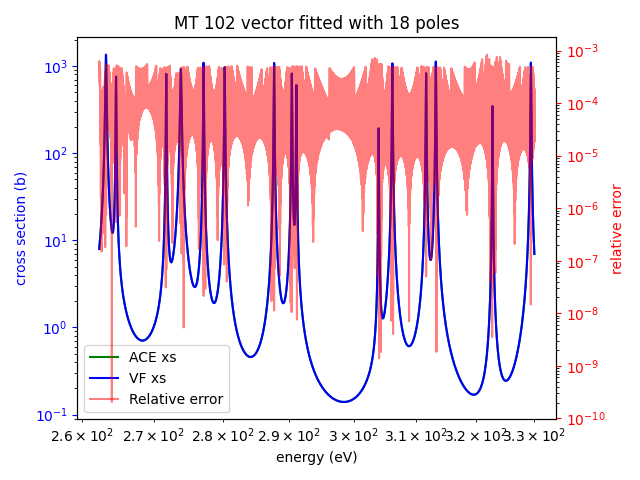 MT 102 vector fitted with 18 poles
10³
10²
10¹
10⁰
10⁻¹
cross section (b)
10⁻³
10⁻⁴
10⁻⁵
10⁻⁶
10⁻⁷
10⁻⁸
10⁻⁹
10⁻¹⁰
relative error
ACE xs
VF xs
Relative error
2.6 × 10² 2.7 × 10² 2.8 × 10² 2.9 × 10² 3 × 10² 3.1 × 10² 3.2 × 10² 3.3 × 10²
energy (eV)